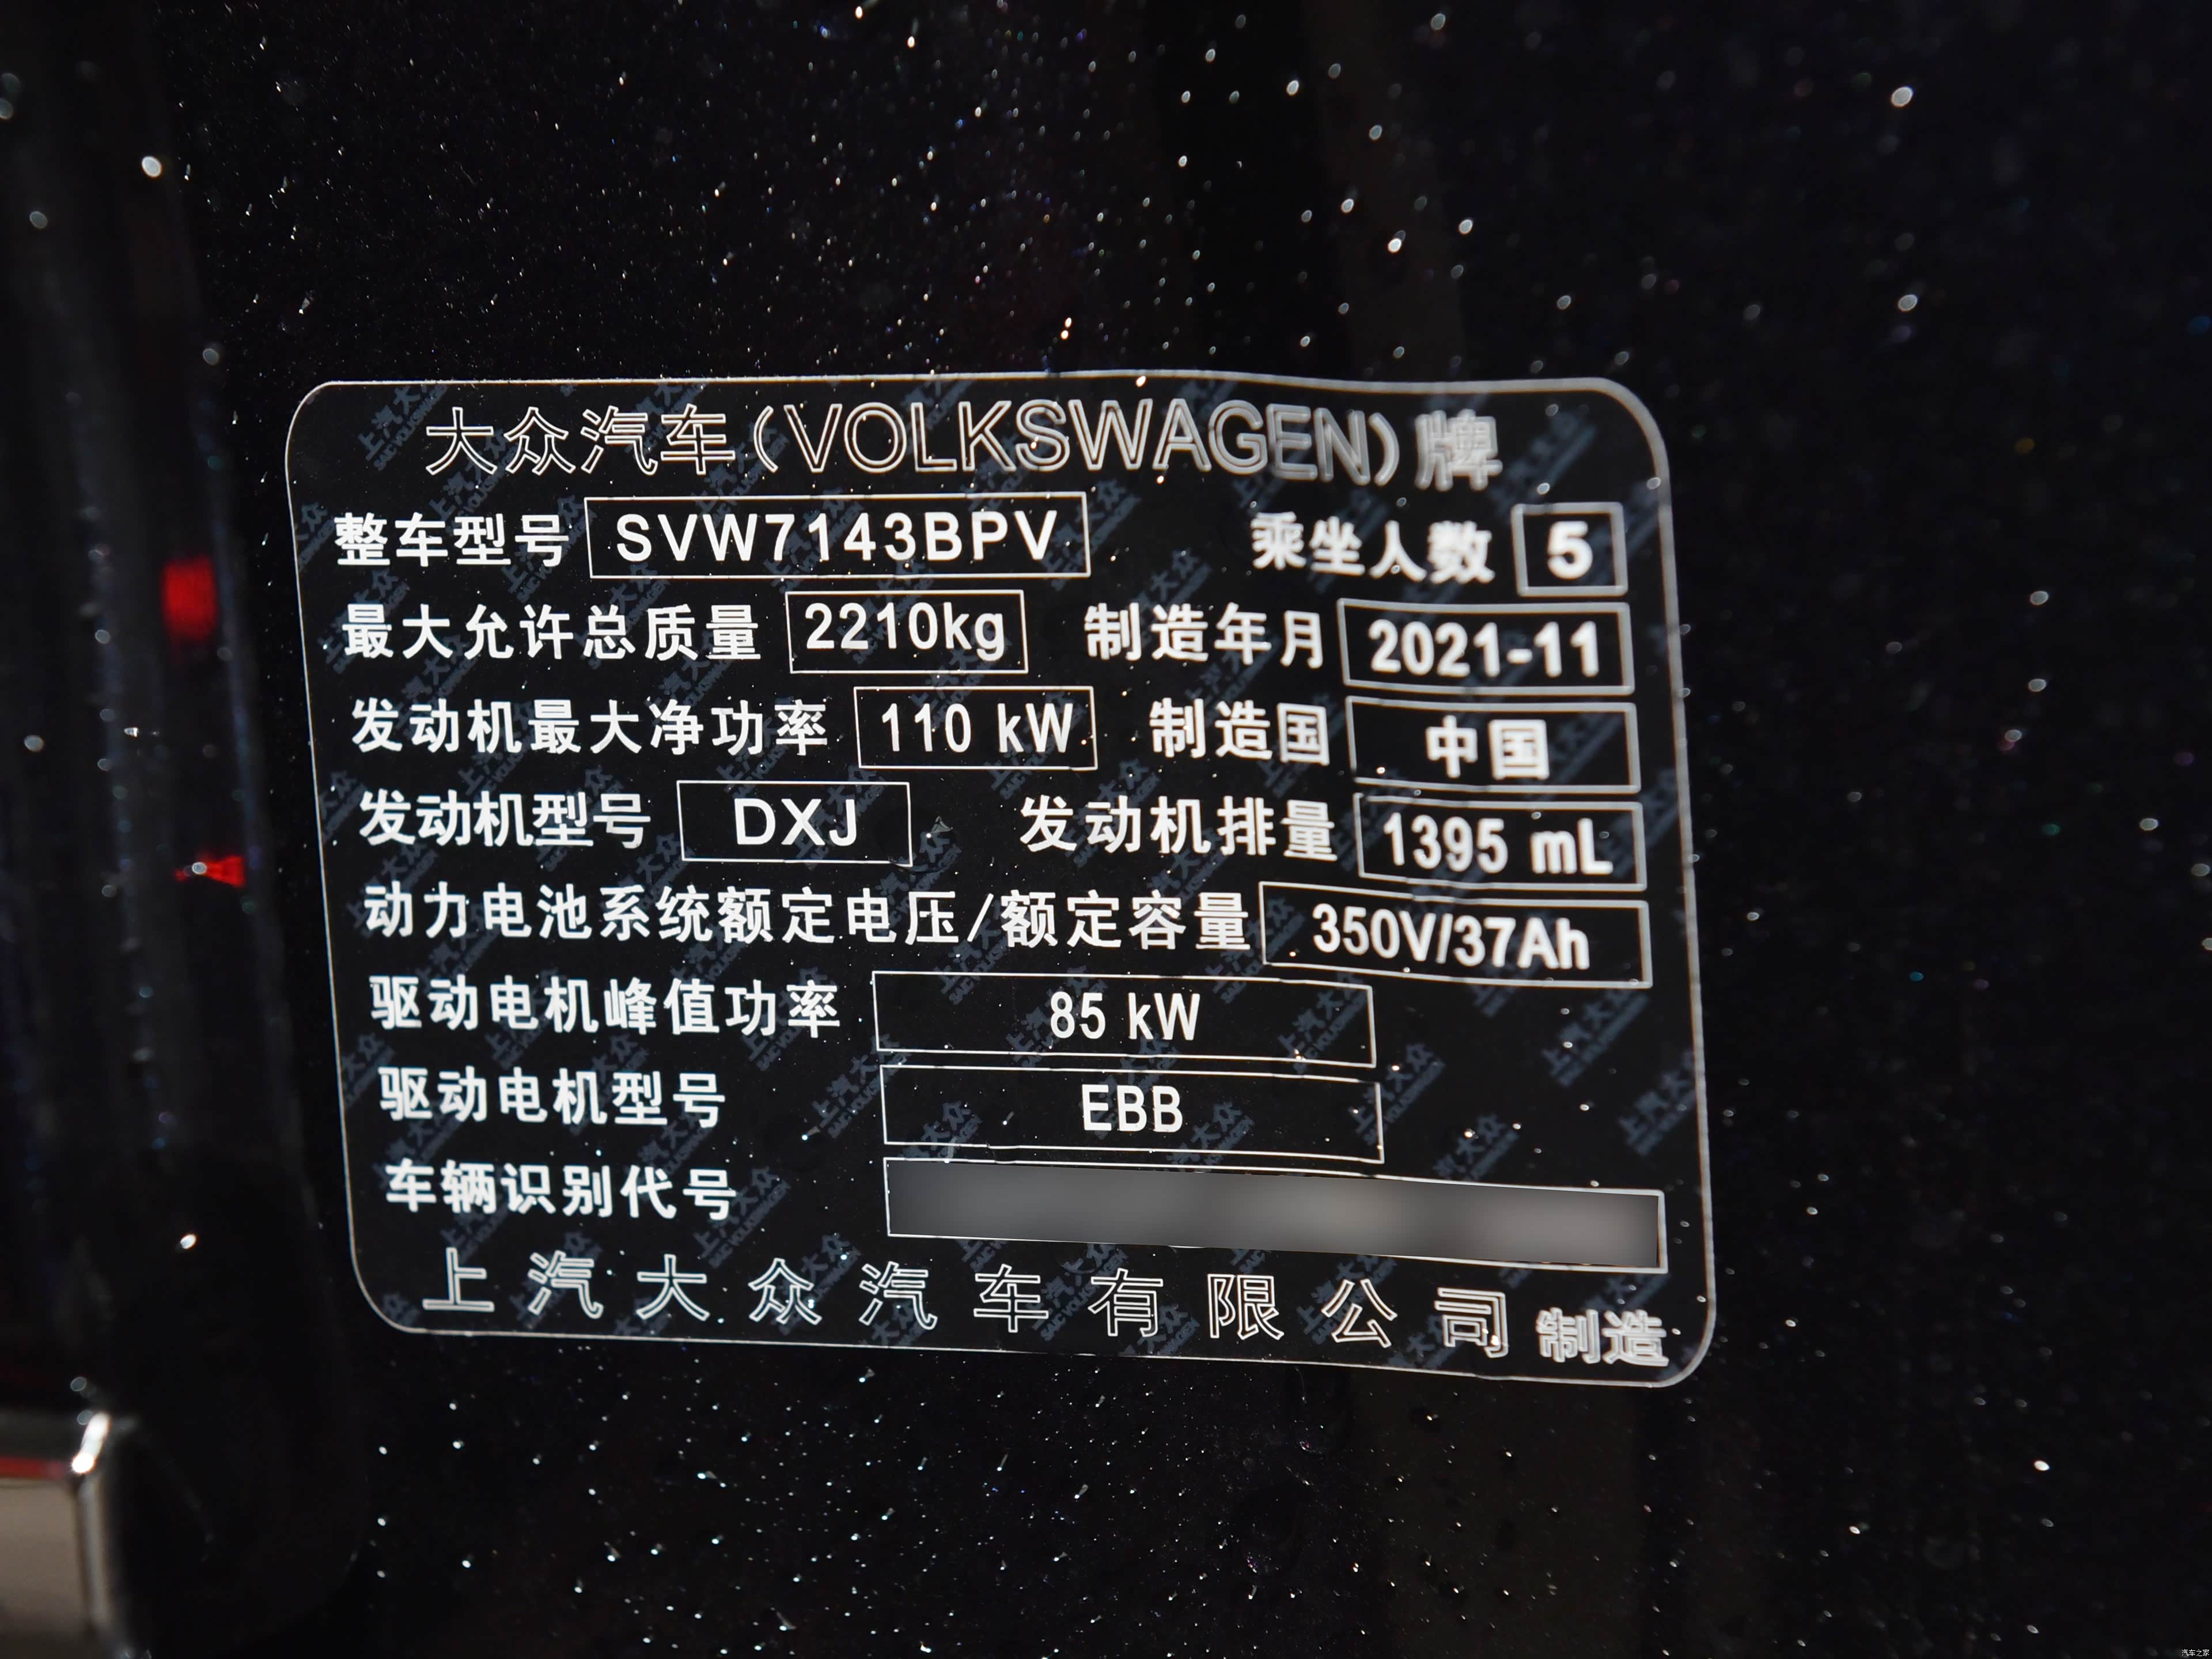 大众汽车(VOLKSWAGEN)牌
整车型号 SVW7143BPV 乘坐人数 5
最大允许总质量 2210kg 制造年月 2021-11
发动机最大净功率 110 kW 制造国 中国
发动机型号 DXJ 发动机排量 1395 mL
动力电池系统额定电压/额定容量 350V/37Ah
驱动电机峰值功率 85 kW
驱动电机型号 EBB
车辆识别代号
上汽大众汽车有限公司 制造
汽车之家